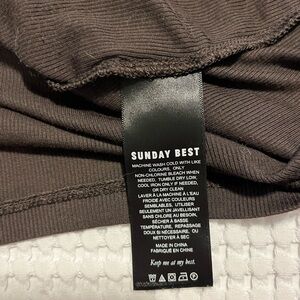 SUNDAY BEST
MACHINE WASH COLD WITH LIKE
COLOURS. ONLY
NON-CHLORINE BLEACH WHEN
NEEDED. TUMBLE DRY LOW.
COOL IRON ONLY IF NEEDED
OR DRY CLEAN
LAVER À LA MACHINE À L'EAU
FROIDE AVEC COULEURS
SEMBLABLES. UTILISER
SEULEMENT UN JAVELLISANT
SANS CHLORE AU BESOIN.
SÉCHER À BASSE
TEMPÉRATURE, REPASSAGE
DOUX SI NÉCESSAIRE OU
NETTOYER À SEC
MADE IN CHINA
FABRIQUÉ EN CHINE
Keep me at my best.